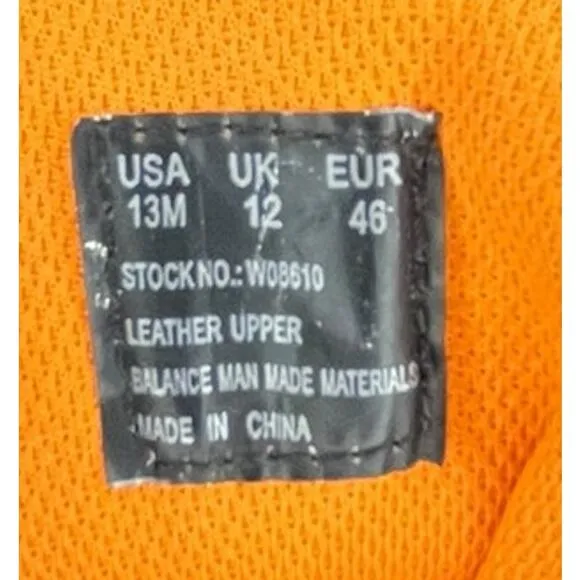 USA UK EUR
13M 12 46
STOCK NO.: W08610
LEATHER UPPER
BALANCE MAN MADE MATERIALS
MADE IN CHINA